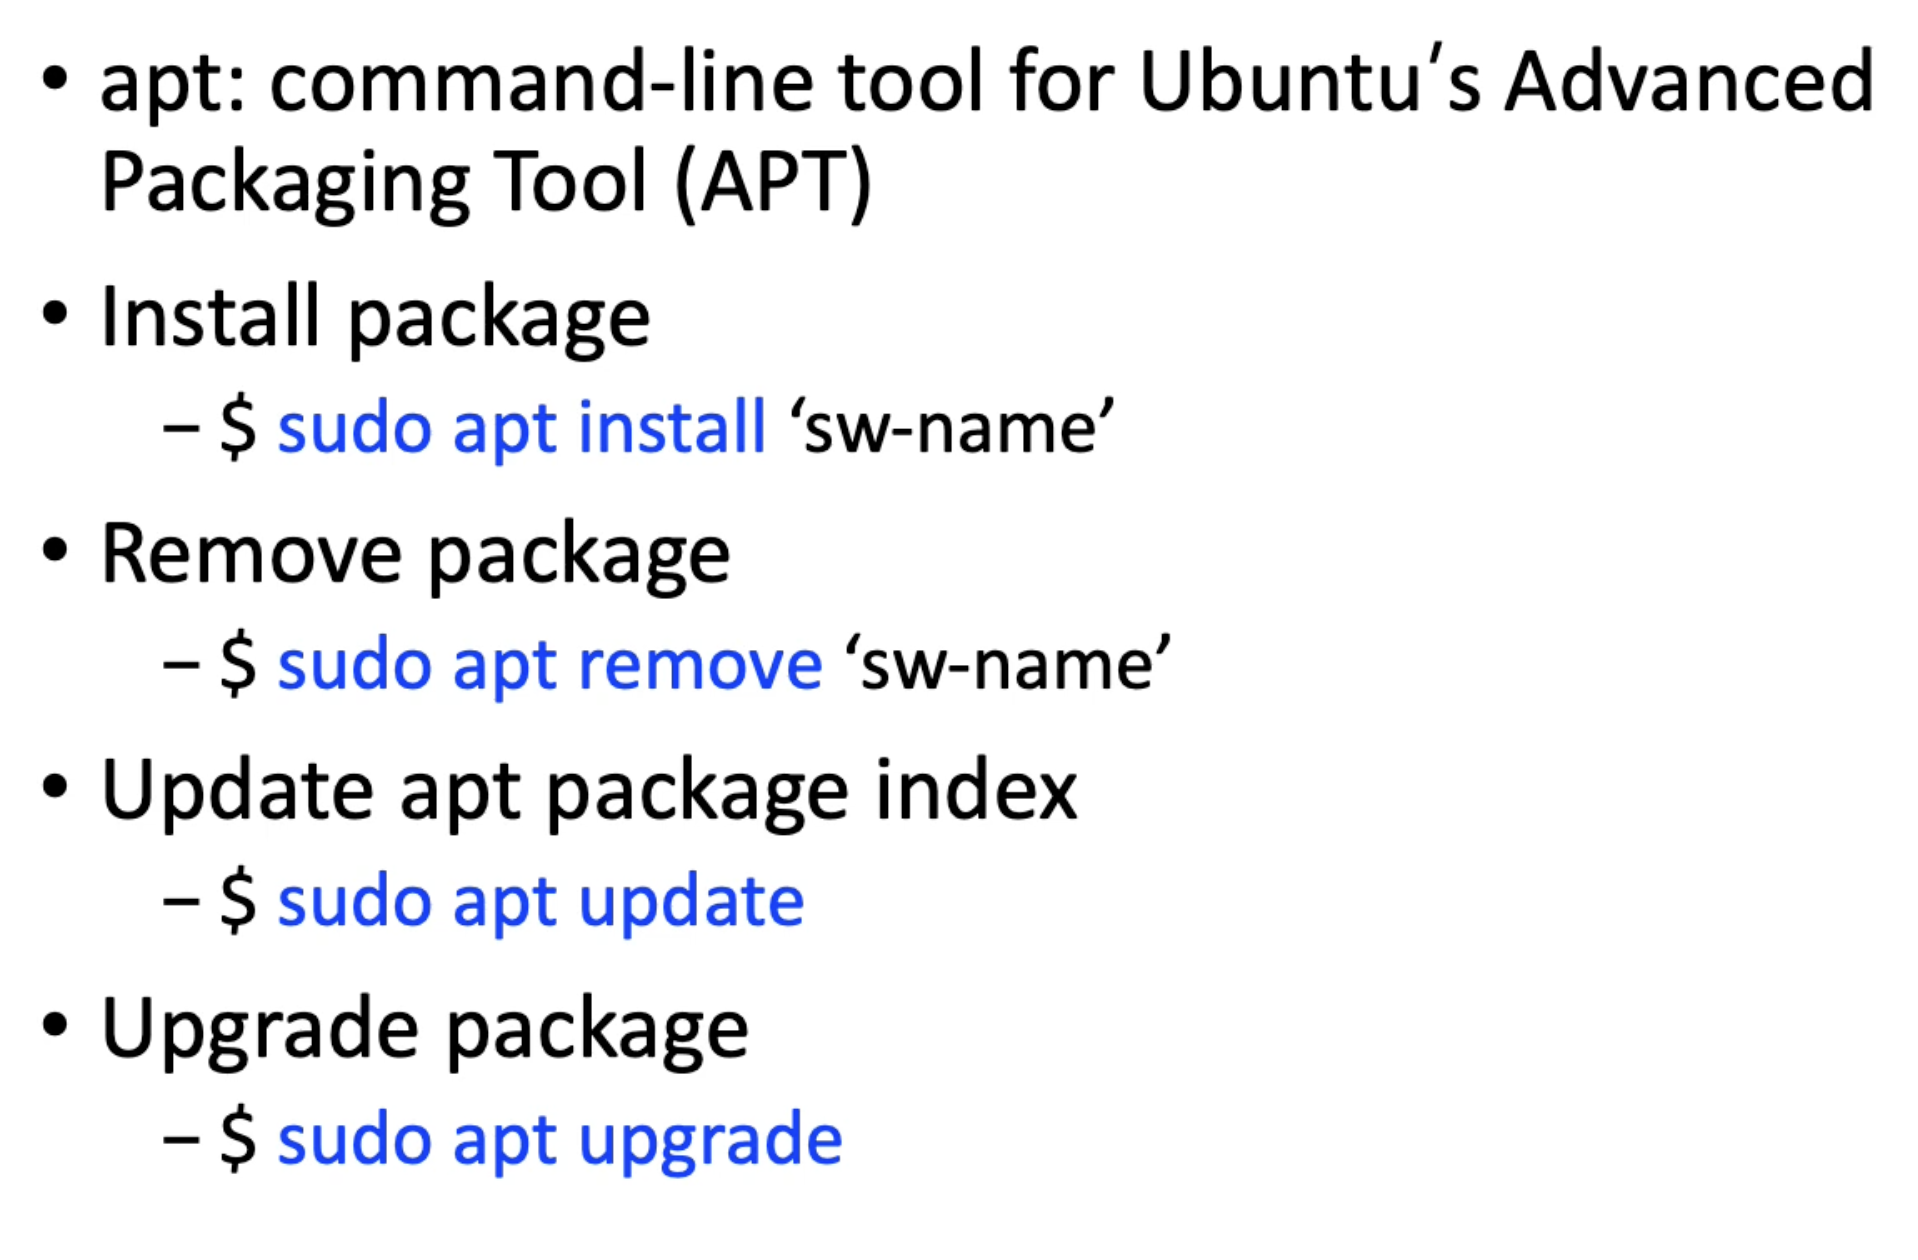 • apt: command-line tool for Ubuntu's Advanced
Packaging Tool (APT)
• Install package
– $ sudo apt install ‘sw-name’
• Remove package
– $ sudo apt remove ‘sw-name’
• Update apt package index
– $ sudo apt update
• Upgrade package
– $ sudo apt upgrade